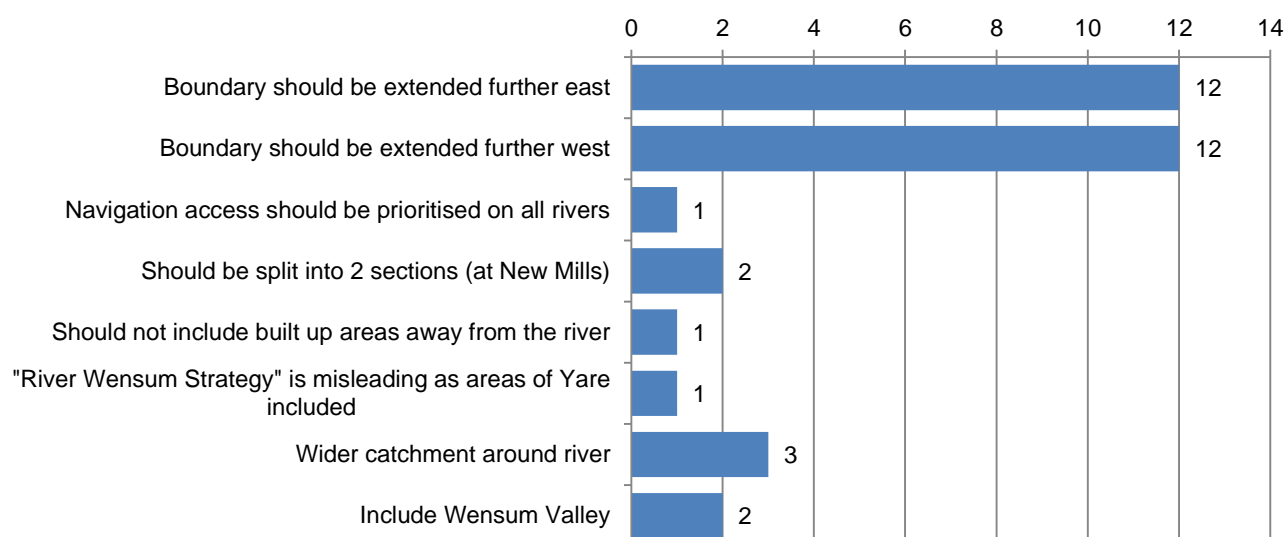 0 2 4 6 8 10 12 14
Boundary should be extended further east 12
Boundary should be extended further west 12
Navigation access should be prioritised on all rivers 1
Should be split into 2 sections (at New Mills) 2
Should not include built up areas away from the river 1
"River Wensum Strategy" is misleading as areas of Yare
included 1
Wider catchment around river 3
Include Wensum Valley 2